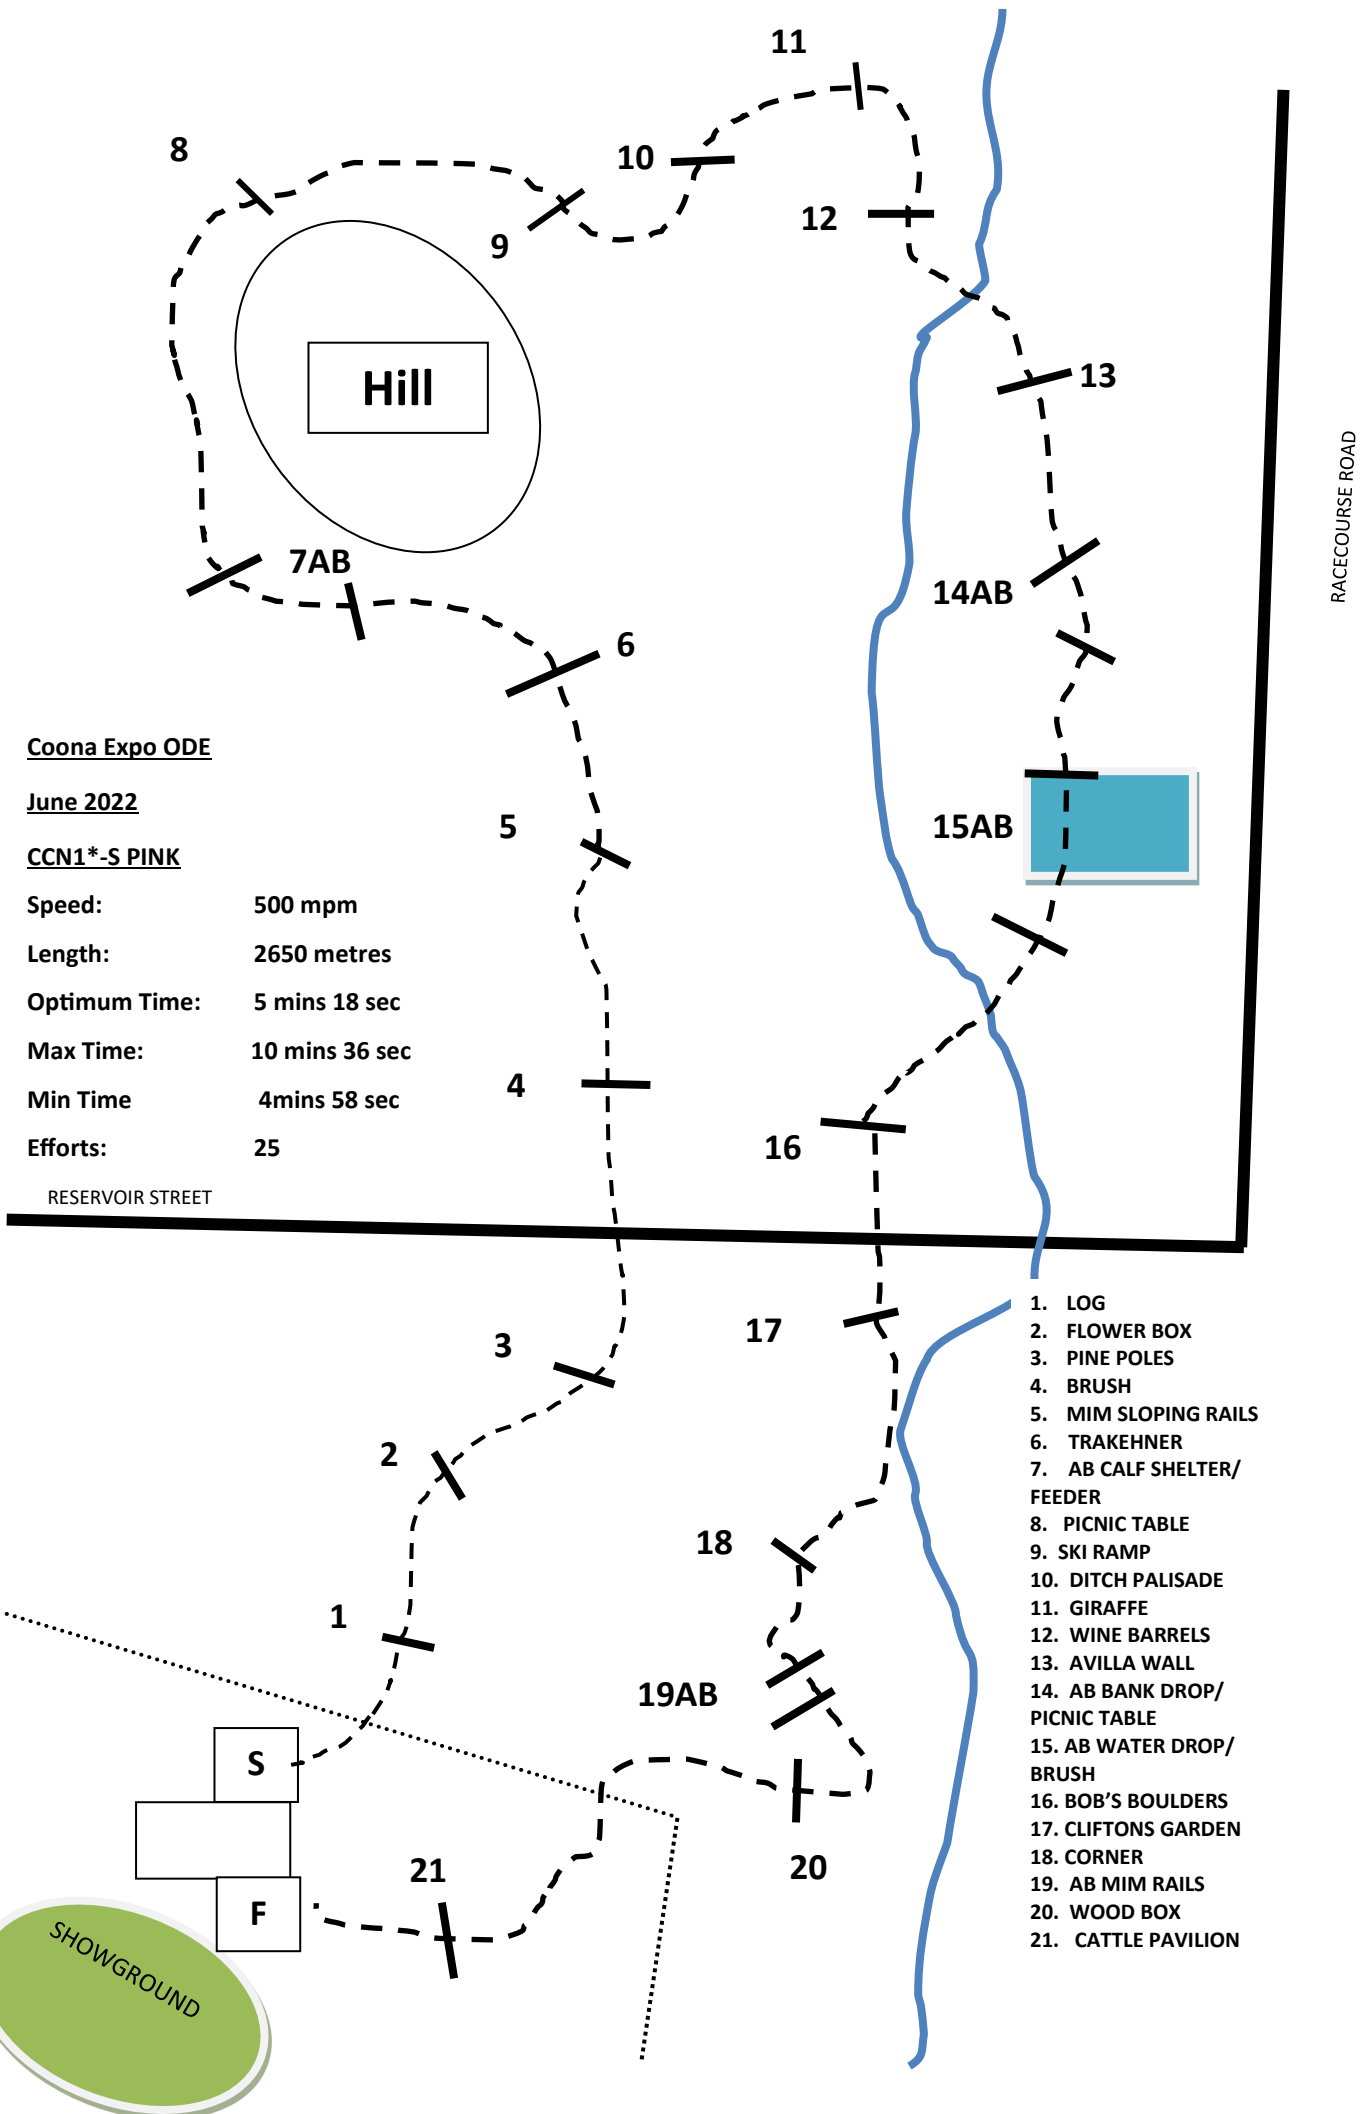 11
8
10
12
9
13
Hill
RACECOURSE ROAD
7AB
14AB
6
Coona Expo ODE
June 2022
CCN1*-S PINK
5
15AB
Speed: 500 mpm
Length: 2650 metres
Optimum Time: 5 mins 18 sec
Max Time: 10 mins 36 sec
Min Time 4mins 58 sec
Efforts: 25
4
16
RESERVOIR STREET
3
17
2
18
1
19AB
S
20
21
F
SHOWGROUND
1. LOG
2. FLOWER BOX
3. PINE POLES
4. BRUSH
5. MIM SLOPING RAILS
6. TRAKEHNER
7. AB CALF SHELTER/
FEEDER
8. PICNIC TABLE
9. SKI RAMP
10. DITCH PALISADE
11. GIRAFFE
12. WINE BARRELS
13. AVILLA WALL
14. AB BANK DROP/
PICNIC TABLE
15. AB WATER DROP/
BRUSH
16. BOB'S BOULDERS
17. CLIFTONS GARDEN
18. CORNER
19. AB MIM RAILS
20. WOOD BOX
21. CATTLE PAVILION